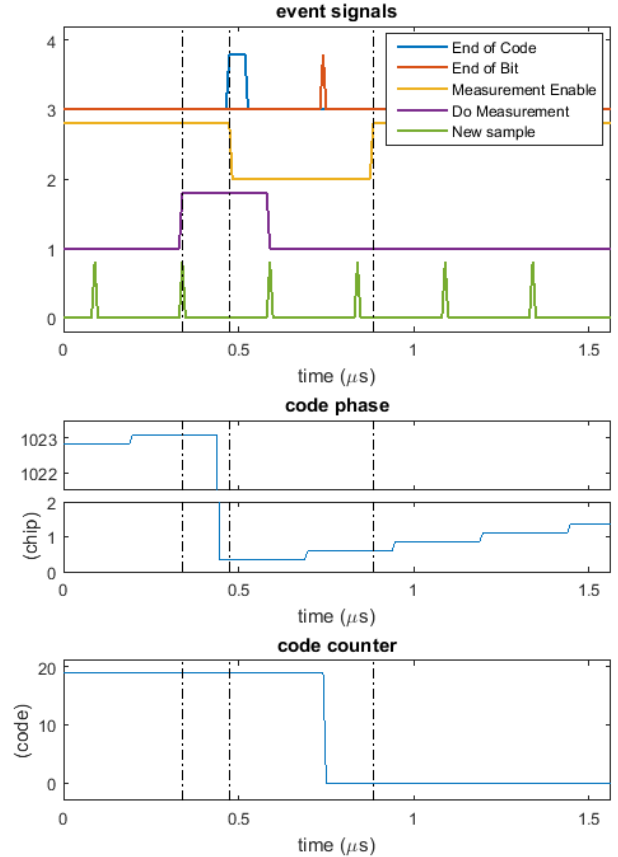 event signals
4
3
2
1
0
End of Code
End of Bit
Measurement Enable
Do Measurement
New sample
0 0.5 1 1.5
time (μs)
code phase
1023
1022
2
1
0
(chip)
0 0.5 1 1.5
time (μs)
code counter
20
10
0
(code)
0 0.5 1 1.5
time (μs)